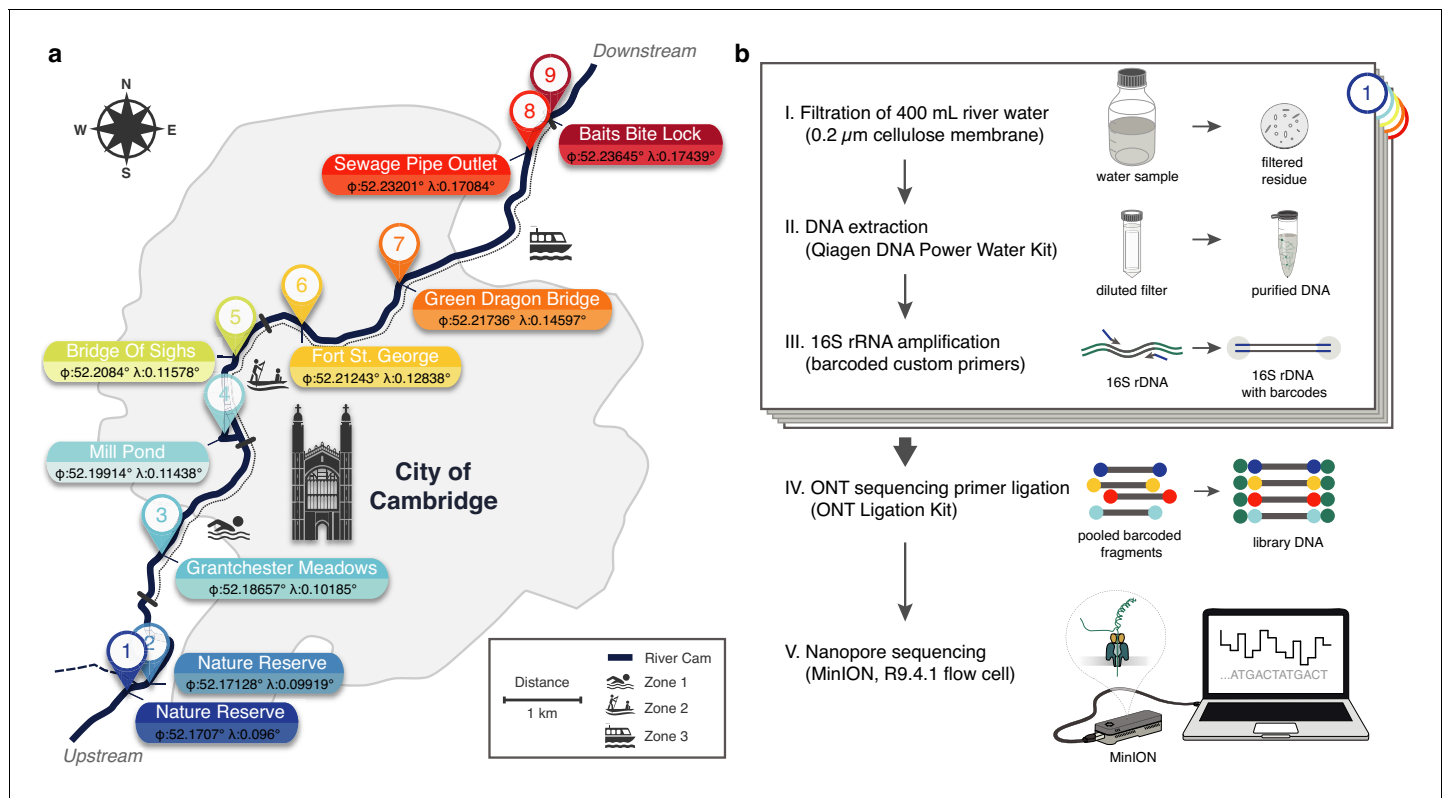 a
Downstream
N
W
E
S
9
8
Baits Bite Lock
φ:52.23645° λ:0.17439°
Sewage Pipe Outlet
φ:52.23201° λ:0.17084°
7
Green Dragon Bridge
φ:52.21736° λ:0.14597°
6
Fort St. George
φ:52.21243° λ:0.12838°
5
Bridge Of Sighs
φ:52.2084° λ:0.11578°
4
Mill Pond
φ:52.19914° λ:0.11438°
City of
Cambridge
3
Grantchester Meadows
φ:52.18657° λ:0.10185°
1
2
Nature Reserve
φ:52.17128° λ:0.09919°
Nature Reserve
φ:52.1707° λ:0.096°
Upstream
Distance
1 km
River Cam
Zone 1
Zone 2
Zone 3
b
1
I. Filtration of 400 mL river water
(0.2 µm cellulose membrane)
water sample
filtered
residue
II. DNA extraction
(Qiagen DNA Power Water Kit)
diluted filter
purified DNA
III. 16S rRNA amplification
(barcoded custom primers)
16S rDNA
16S rDNA
with barcodes
IV. ONT sequencing primer ligation
(ONT Ligation Kit)
pooled barcoded
fragments
library DNA
V. Nanopore sequencing
(MinION, R9.4.1 flow cell)
...ATGACTATGACT
MinION